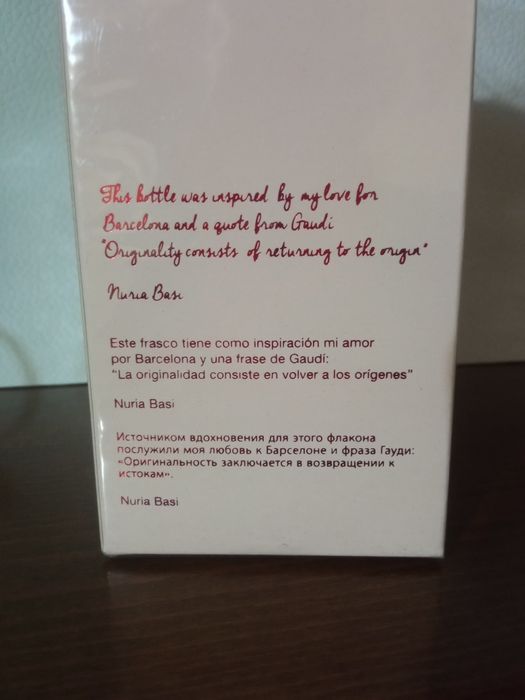 This bottle was inspired by my love for
Barcelona and a quote from Gaudí
"Originality consists of returning to the origin"
Nuria Basi
Este frasco tiene como inspiración mi amor
por Barcelona y una frase de Gaudí:
"La originalidad consiste en volver a los orígenes"
Nuria Basi
Источником вдохновения для этого флакона
послужили моя любовь к Барселоне и фраза Гауди:
«Оригинальность заключается в возвращении к
истокам».
Nuria Basi